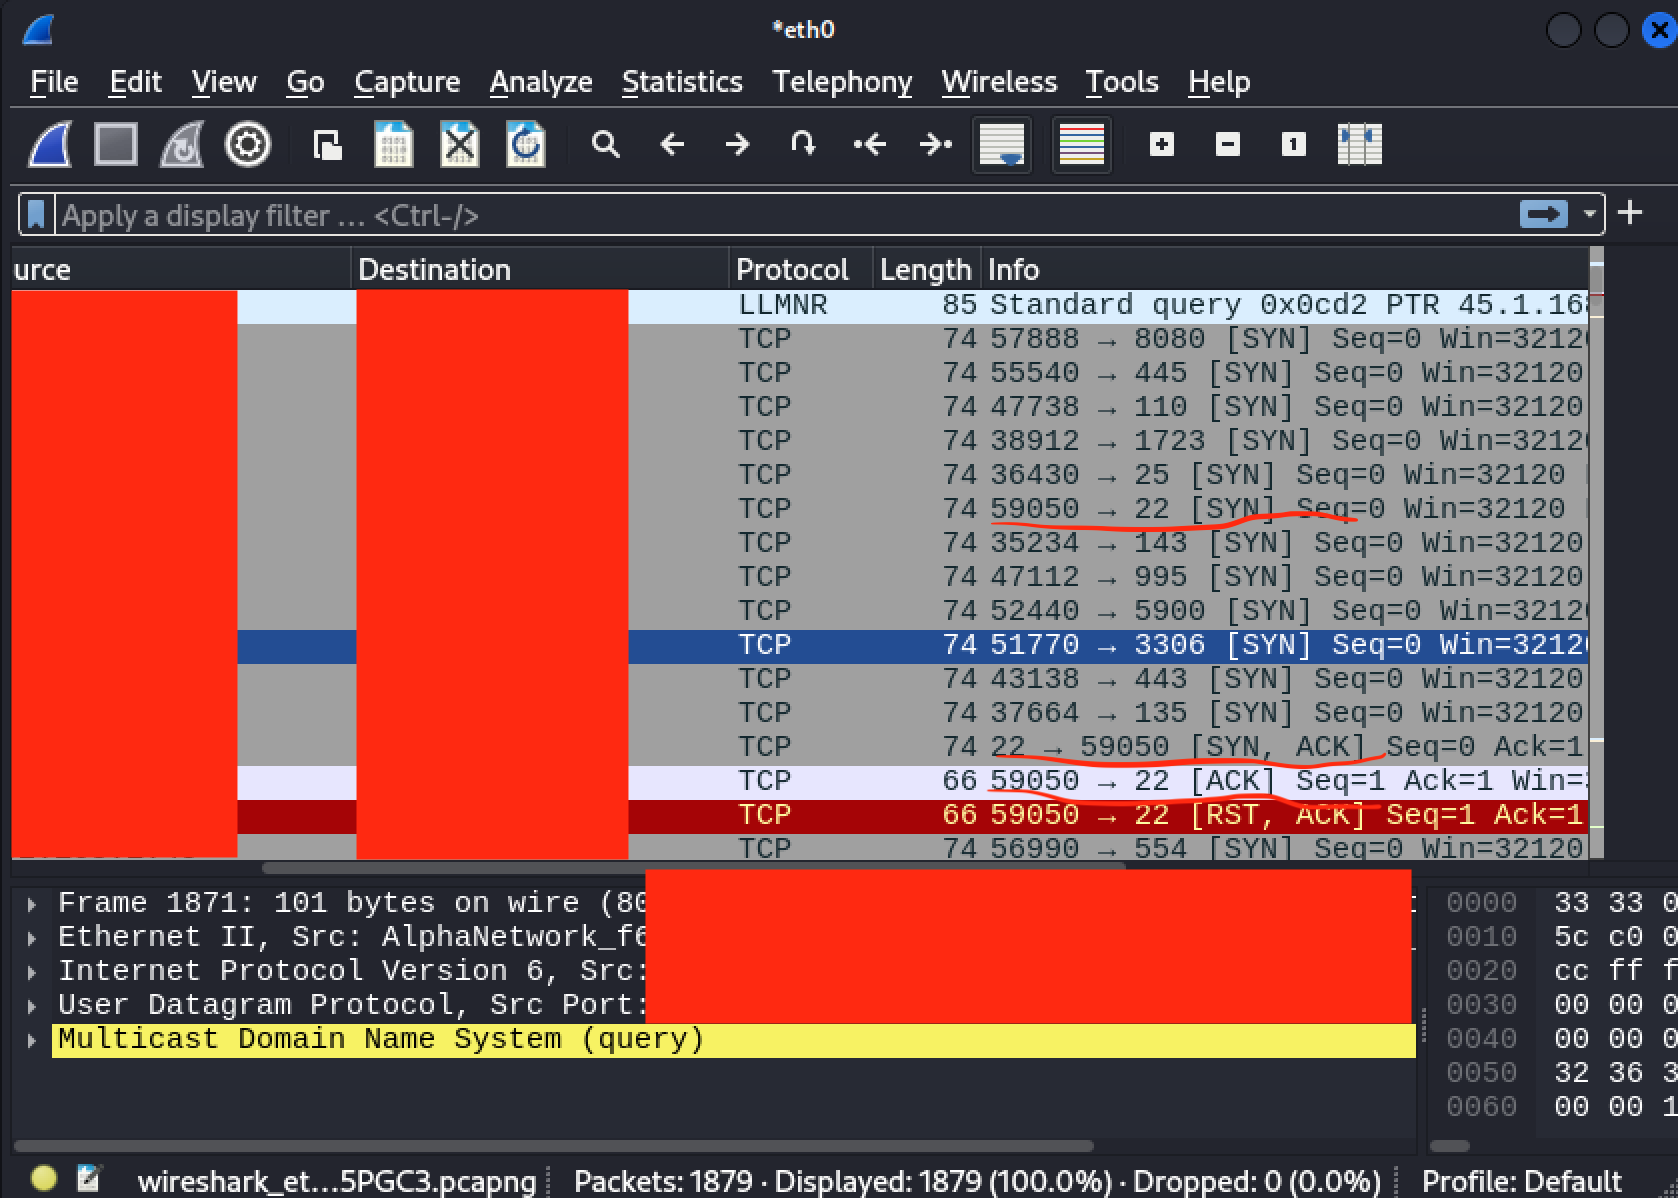 *eth0
File Edit View Go Capture Analyze Statistics Telephony Wireless Tools Help
Apply a display filter ... <Ctrl-/>
urce Destination Protocol Length Info
LLMNR 85 Standard query 0x0cd2 PTR 45.1.16
TCP 74 57888 → 8080 [SYN] Seq=0 Win=3212
TCP 74 55540 → 445 [SYN] Seq=0 Win=32120
TCP 74 47738 → 110 [SYN] Seq=0 Win=32120
TCP 74 38912 → 1723 [SYN] Seq=0 Win=3212
TCP 74 36430 → 25 [SYN] Seq=0 Win=32120
TCP 74 59050 → 22 [SYN] Seq=0 Win=32120
TCP 74 35234 → 143 [SYN] Seq=0 Win=32120
TCP 74 47112 → 995 [SYN] Seq=0 Win=32120
TCP 74 52440 → 5900 [SYN] Seq=0 Win=3212
TCP 74 51770 → 3306 [SYN] Seq=0 Win=3212
TCP 74 43138 → 443 [SYN] Seq=0 Win=32120
TCP 74 37664 → 135 [SYN] Seq=0 Win=32120
TCP 74 22 → 59050 [SYN, ACK] Seq=0 Ack=1
TCP 66 59050 → 22 [ACK] Seq=1 Ack=1 Win=
TCP 66 59050 → 22 [RST, ACK] Seq=1 Ack=1
TCP 74 56990 → 554 [SYN] Seq=0 Win=32120
Frame 1871: 101 bytes on wire (80
Ethernet II, Src: AlphaNetwork_f6
Internet Protocol Version 6, Src:
User Datagram Protocol, Src Port:
Multicast Domain Name System (query)
0000 33 33 0
0010 5c c0 0
0020 cc ff f
0030 00 00 0
0040 00 00 0
0050 32 36 3
0060 00 00 1
wireshark_et...5PGC3.pcapng Packets: 1879 · Displayed: 1879 (100.0%) · Dropped: 0 (0.0%) Profile: Default